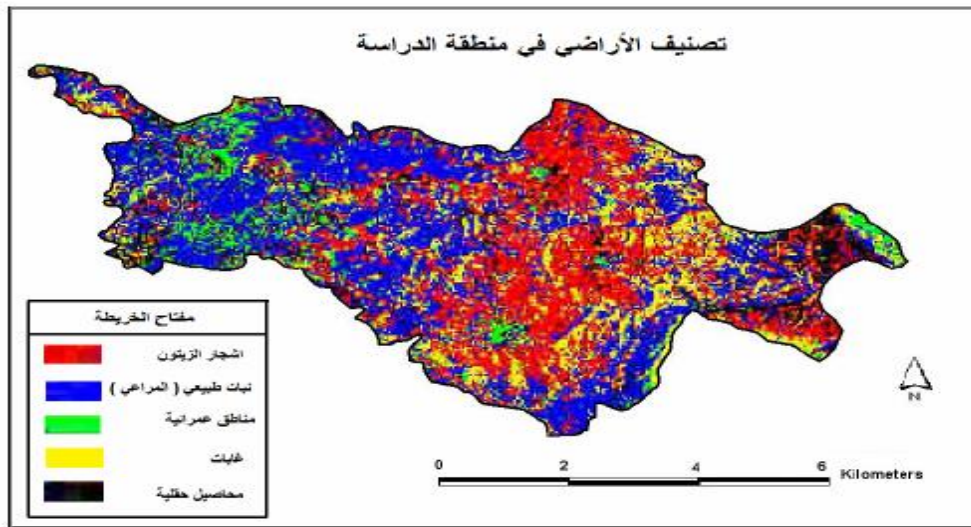 تصنيف الأراضي في منطقة الدراسة
مفتاح الخريطة
اشجار الزيتون
نبات طبيعي ( المراعي )
مناطق عمرانية
غابات
محاصيل حقلية
N
0 2 4 6 Kilometers